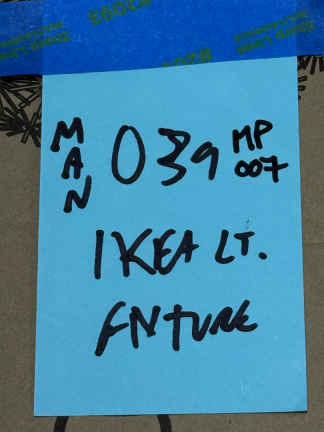 MAN 039 MP 007
IKEA LT.
FNTURE